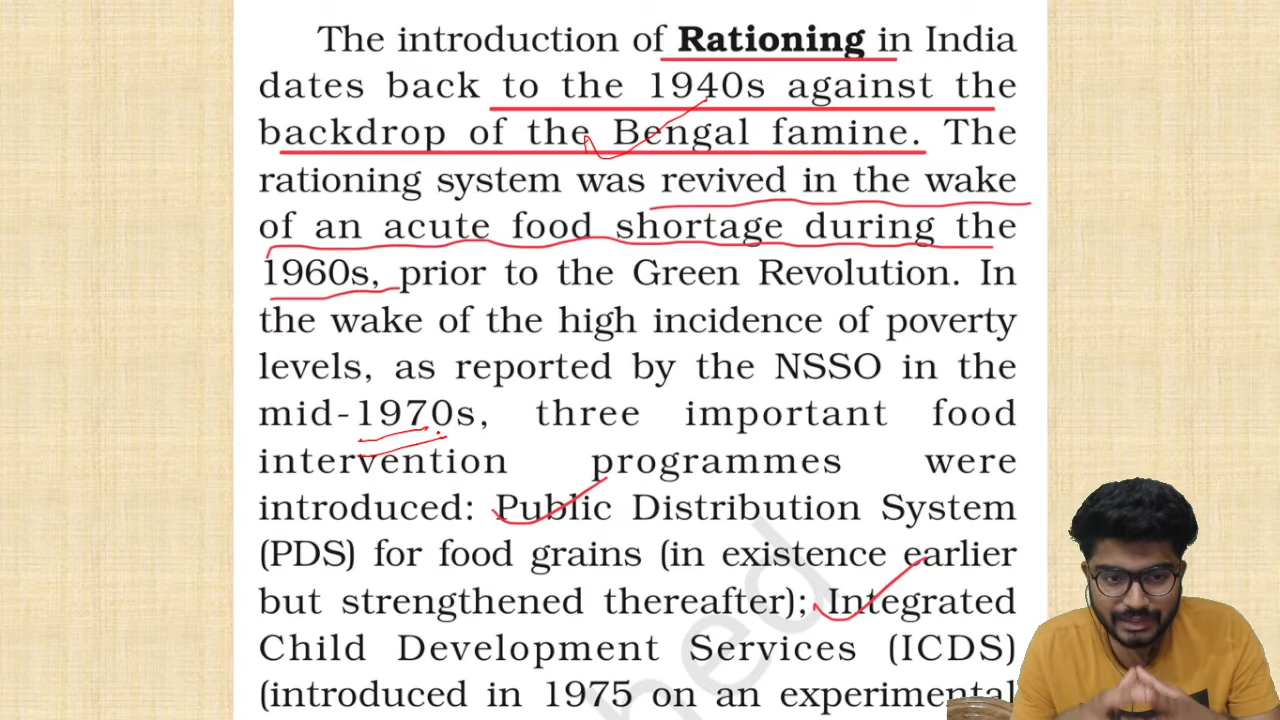 The introduction of Rationing in India
dates back to the 1940s against the
backdrop of the Bengal famine. The
rationing system was revived in the wake
of an acute food shortage during the
1960s, prior to the Green Revolution. In
the wake of the high incidence of poverty
levels, as reported by the NSSO in the
mid-1970s, three important food
intervention programmes were
introduced: Public Distribution System
(PDS) for food grains (in existence earlier
but strengthened thereafter); Integrated
Child Development Services (ICDS)
(introduced in 1975 on an experimental